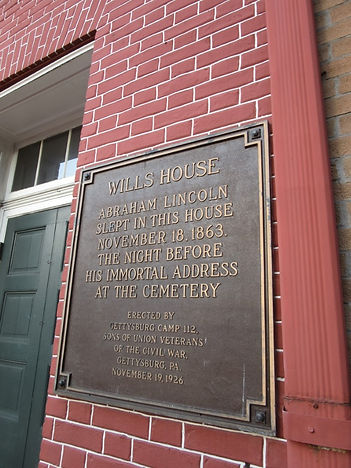 WILLS HOUSE
ABRAHAM LINCOLN
SLEPT IN THIS HOUSE
NOVEMBER 18, 1863.
THE NIGHT BEFORE
HIS IMMORTAL ADDRESS
AT THE CEMETERY
ERECTED BY
GETTYSBURG CAMP 112,
SONS OF UNION VETERANS'
OF THE CIVIL WAR.
GETTYSBURG, PA.
NOVEMBER 19, 1926